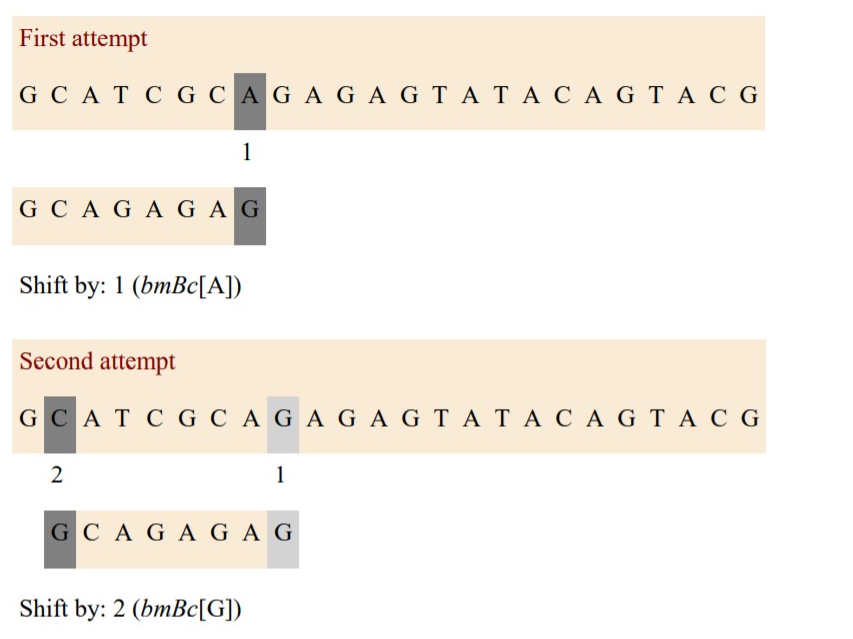 First attempt
G C A T C G C A G A G A G T A T A C A G T A C G
1
G C A G A G A G
Shift by: 1 (bmBc[A])
Second attempt
G C A T C G C A G A G A G T A T A C A G T A C G
2 1
G C A G A G A G
Shift by: 2 (bmBc[G])